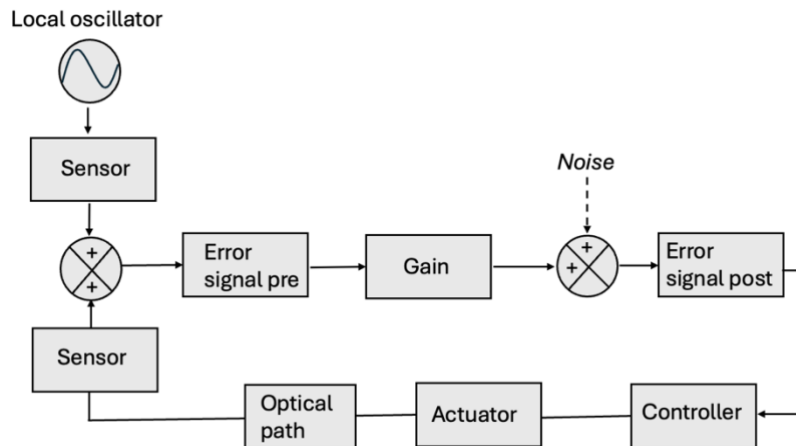 Local oscillator
Sensor
Noise
+
+
Error
signal pre
Gain
+
+
Error
signal post
Sensor
Optical
path
Actuator
Controller